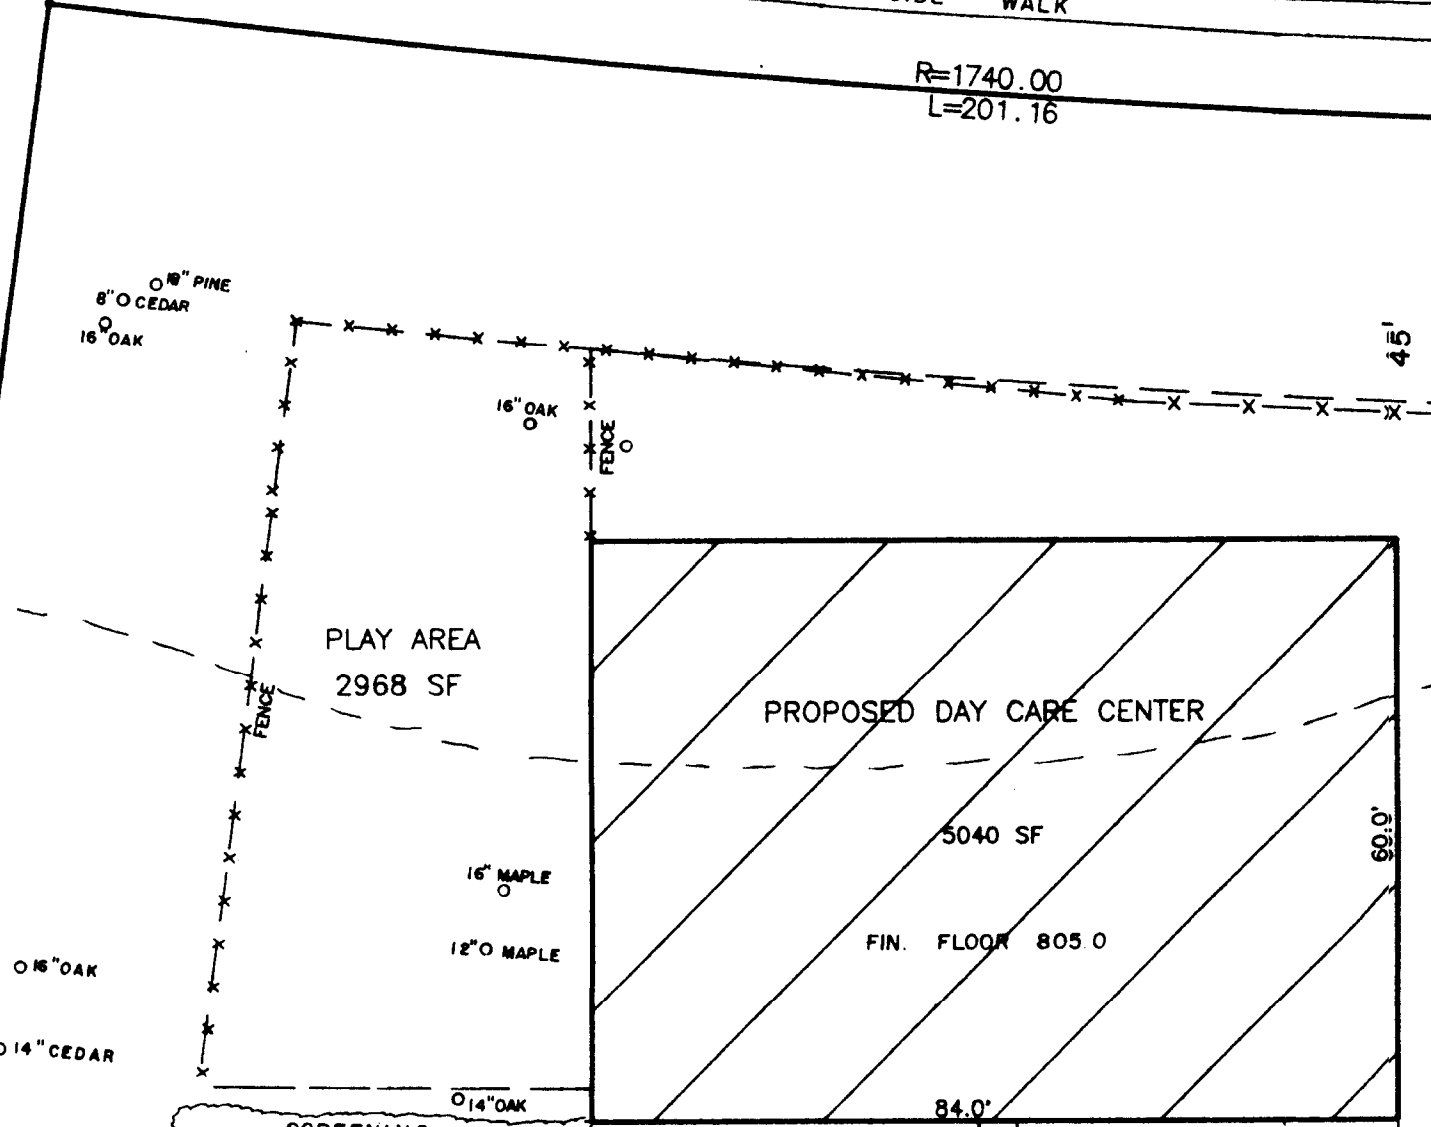 WALK
R=1740.00
L=201.16
18" PINE
8" CEDAR
16" OAK
45'
16" OAK
FENCE
PLAY AREA
2968 SF
FENCE
PROPOSED DAY CARE CENTER
5040 SF
60.0'
16" MAPLE
12" MAPLE
FIN. FLOOR 805.0
16" OAK
14" CEDAR
14" OAK
84.0'